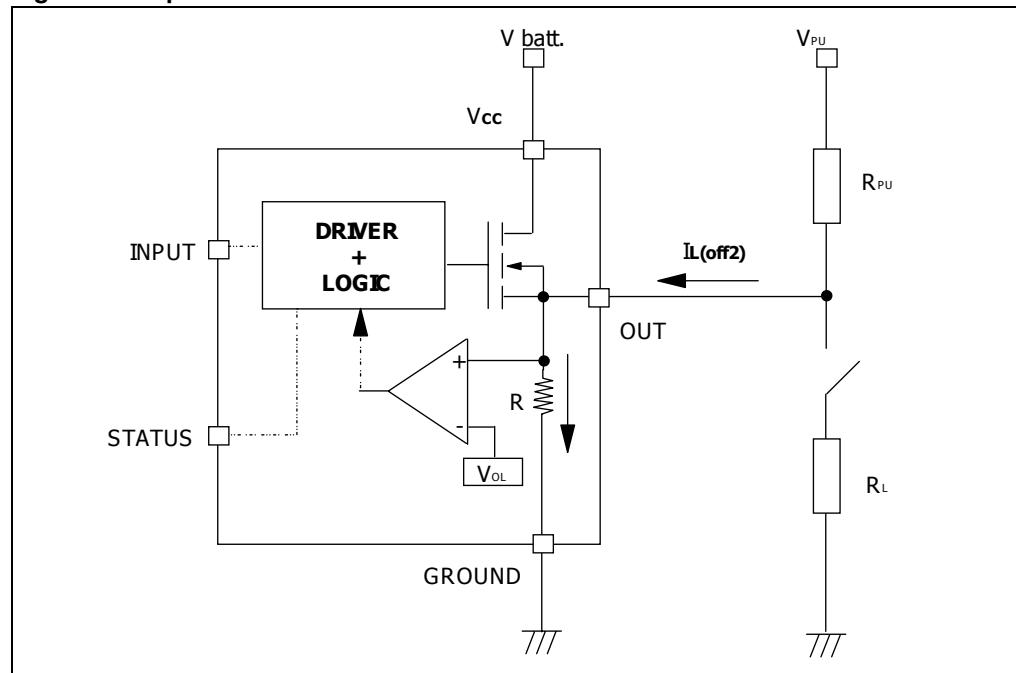 V batt.
VPU
Vcc
RPU
DRIVER
+
LOGIC
INPUT
IL(off2)
OUT
+
R
-
STATUS
VOL
RL
GROUND